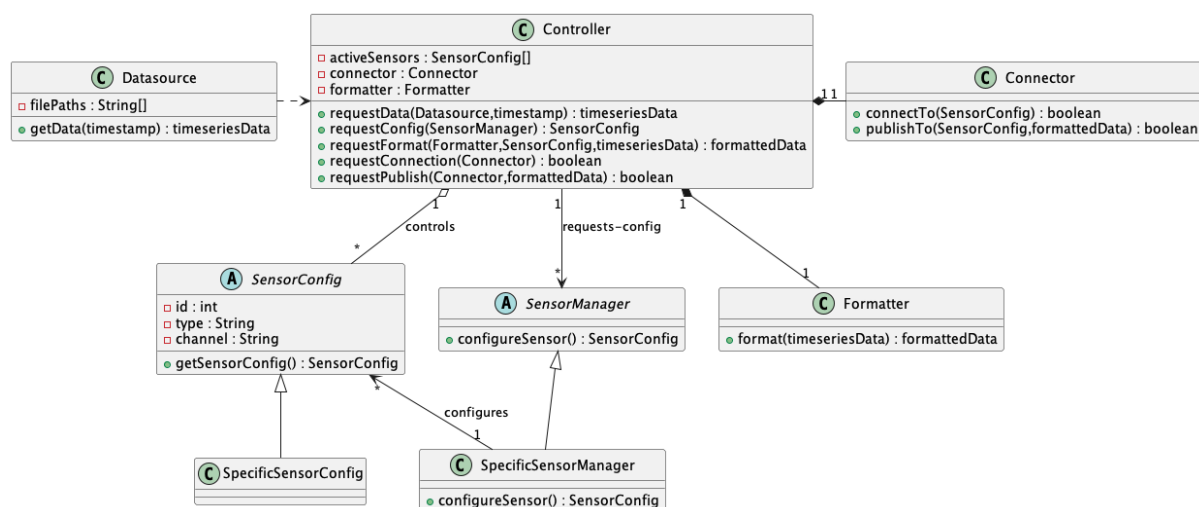 C Controller
activeSensors : SensorConfig[]
connector : Connector
formatter : Formatter
requestData(Datasource,timestamp) : timeseriesData
requestConfig(SensorManager) : SensorConfig
requestFormat(Formatter,SensorConfig,timeseriesData) : formattedData
requestConnection(Connector) : boolean
requestPublish(Connector,formattedData) : boolean
C Datasource
filePaths : String[]
getData(timestamp) : timeseriesData
C Connector
connectTo(SensorConfig) : boolean
publishTo(SensorConfig,formattedData) : boolean
1 1
1
controls
*
1
requests-config
*
1
1
A SensorConfig
id : int
type : String
channel : String
getSensorConfig() : SensorConfig
A SensorManager
configureSensor() : SensorConfig
C Formatter
format(timeseriesData) : formattedData
*
configures
1
C SpecificSensorConfig
C SpecificSensorManager
configureSensor() : SensorConfig